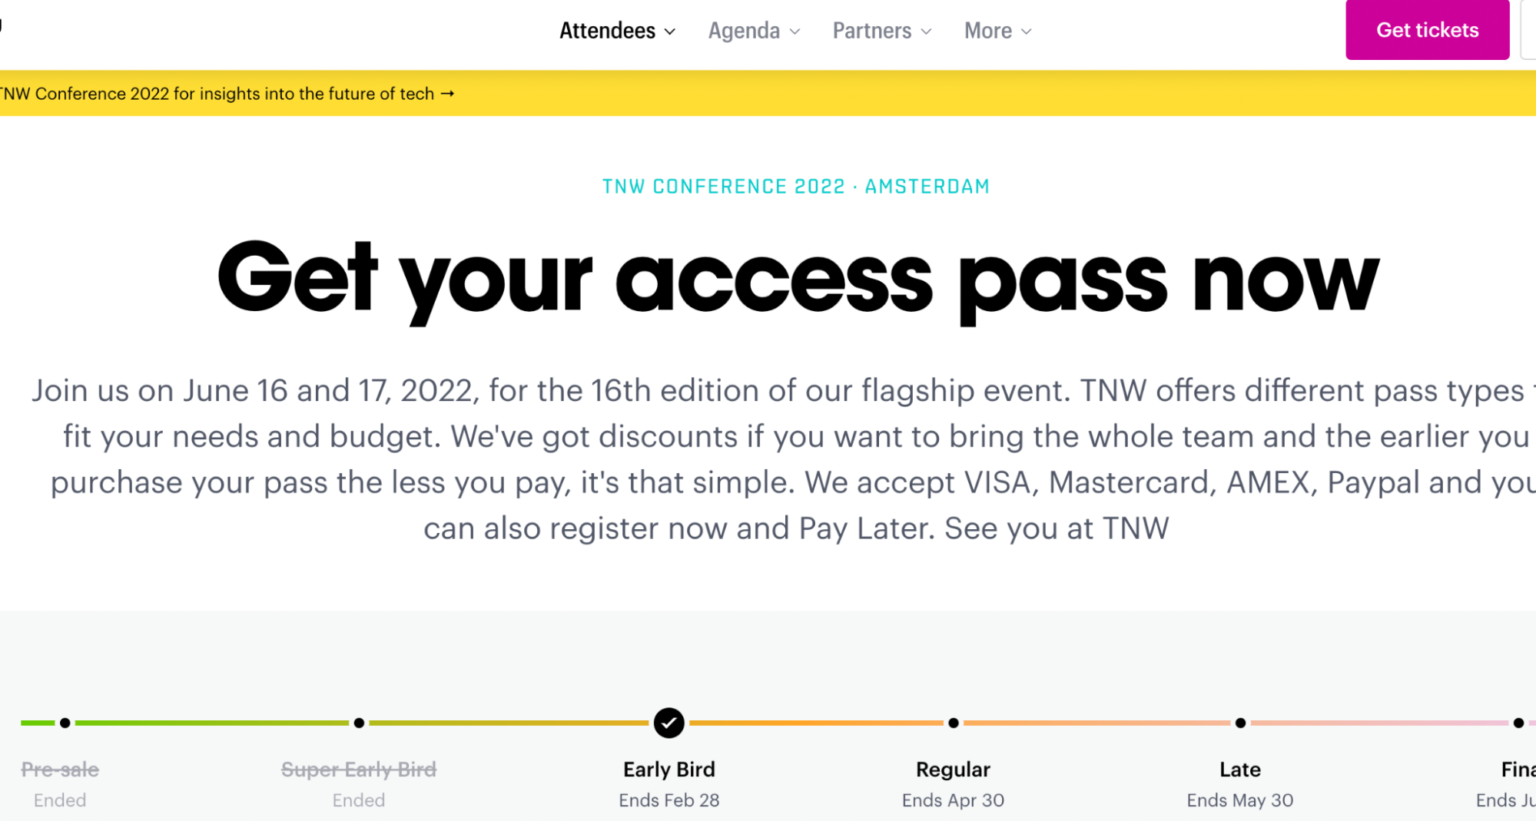 Attendees Agenda Partners More Get tickets
TNW Conference 2022 for insights into the future of tech →
TNW CONFERENCE 2022 · AMSTERDAM
Get your access pass now
Join us on June 16 and 17, 2022, for the 16th edition of our flagship event. TNW offers different pass types
fit your needs and budget. We've got discounts if you want to bring the whole team and the earlier you
purchase your pass the less you pay, it's that simple. We accept VISA, Mastercard, AMEX, Paypal and you
can also register now and Pay Later. See you at TNW
Pre-sale Super Early Bird Early Bird Regular Late
Ended Ended Ends Feb 28 Ends Apr 30 Ends May 30 Ends